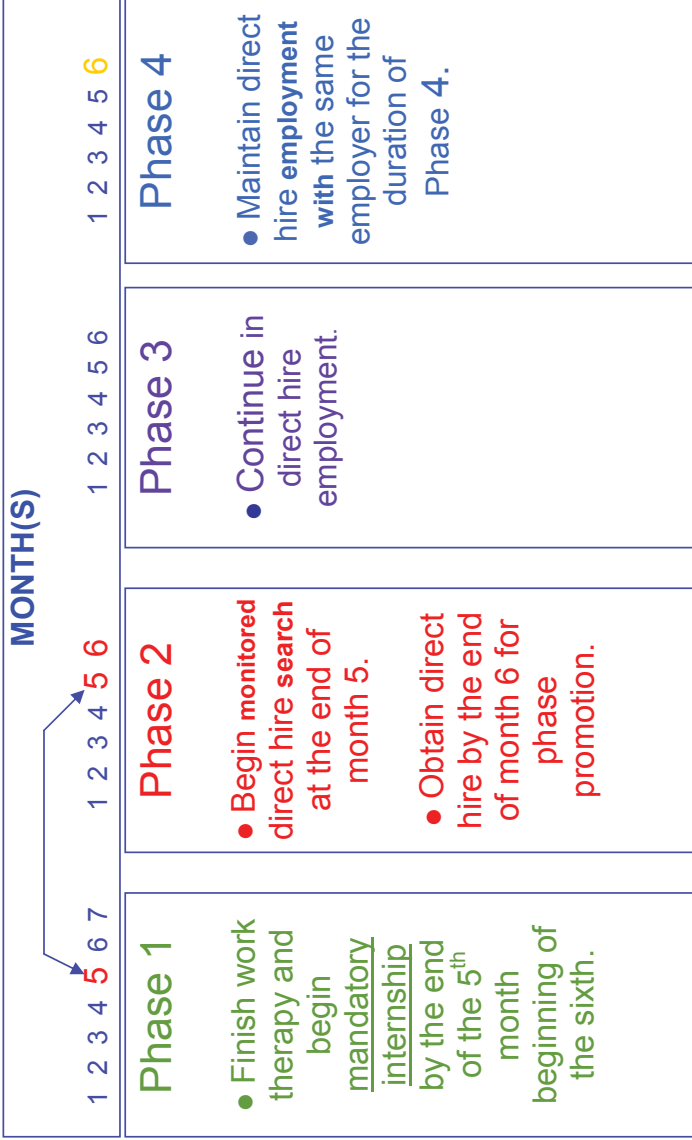 MONTH(S)
1 2 3 4 5 6 7
1 2 3 4 5 6
1 2 3 4 5 6
1 2 3 4 5 6
Phase 1
● Finish work
therapy and
begin
mandatory
internship
by the end
of the 5th
month
beginning of
the sixth.
Phase 2
● Begin monitored
direct hire search
at the end of
month 5.
● Obtain direct
hire by the end
of month 6 for
phase
promotion.
Phase 3
● Continue in
direct hire
employment.
Phase 4
● Maintain direct
hire employment
with the same
employer for the
duration of
Phase 4.